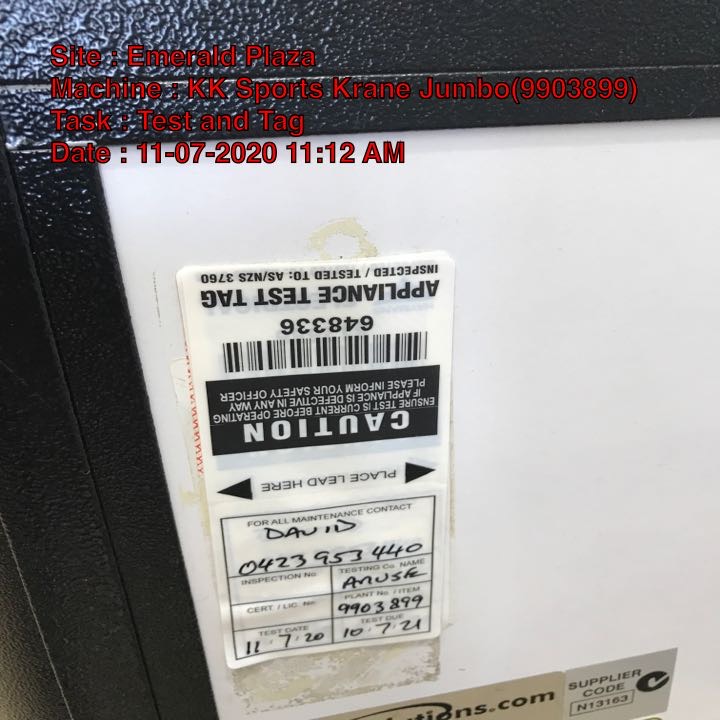 Site : Emerald Plaza
Machine : KK Sports Krane Jumbo(9903899)
Task : Test and Tag
Date : 11-07-2020 11:12 AM
INSPECTED / TESTED TO: AS/NZS 3760
APPLIANCE TEST TAG
648336
CAUTION
ENSURE TEST IS CURRENT BEFORE OPERATING
IF APPLIANCE IS DEFECTIVE IN ANY WAY
PLEASE INFORM YOUR SAFETY OFFICER
PLACE LEAD HERE
FOR ALL MAINTENANCE CONTACT
DAVID
0423953440
INSPECTION No.
TESTING Co. NAME
AMUSE
CERT / LIC. No.
PLANT No. / ITEM
9903899
TEST DATE
11.7.20
TEST DUE
10.7.21
SUPPLIER
CODE
N13163